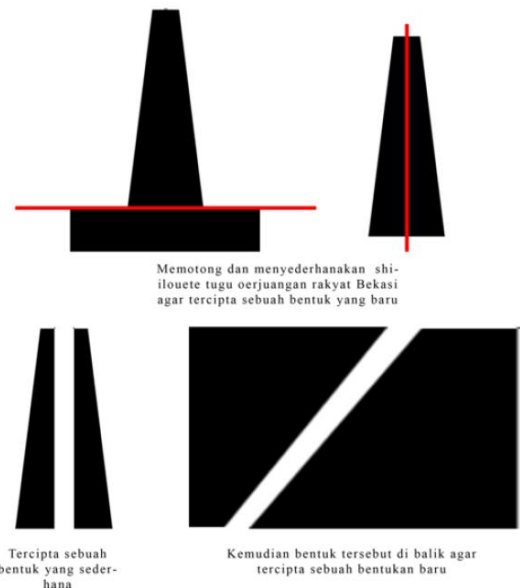 Memotong dan menyederhanakan shi-
ilouete tugu oerjuangan rakyat Bekasi
agar tercipta sebuah bentuk yang baru
Tercipta sebuah
bentuk yang seder-
hana
Kemudian bentuk tersebut di balik agar
tercipta sebuah bentukan baru